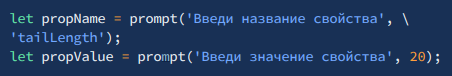 let propName = prompt('Введи название свойства', \
'tailLength');
let propValue = prompt('Введи значение свойства', 20);